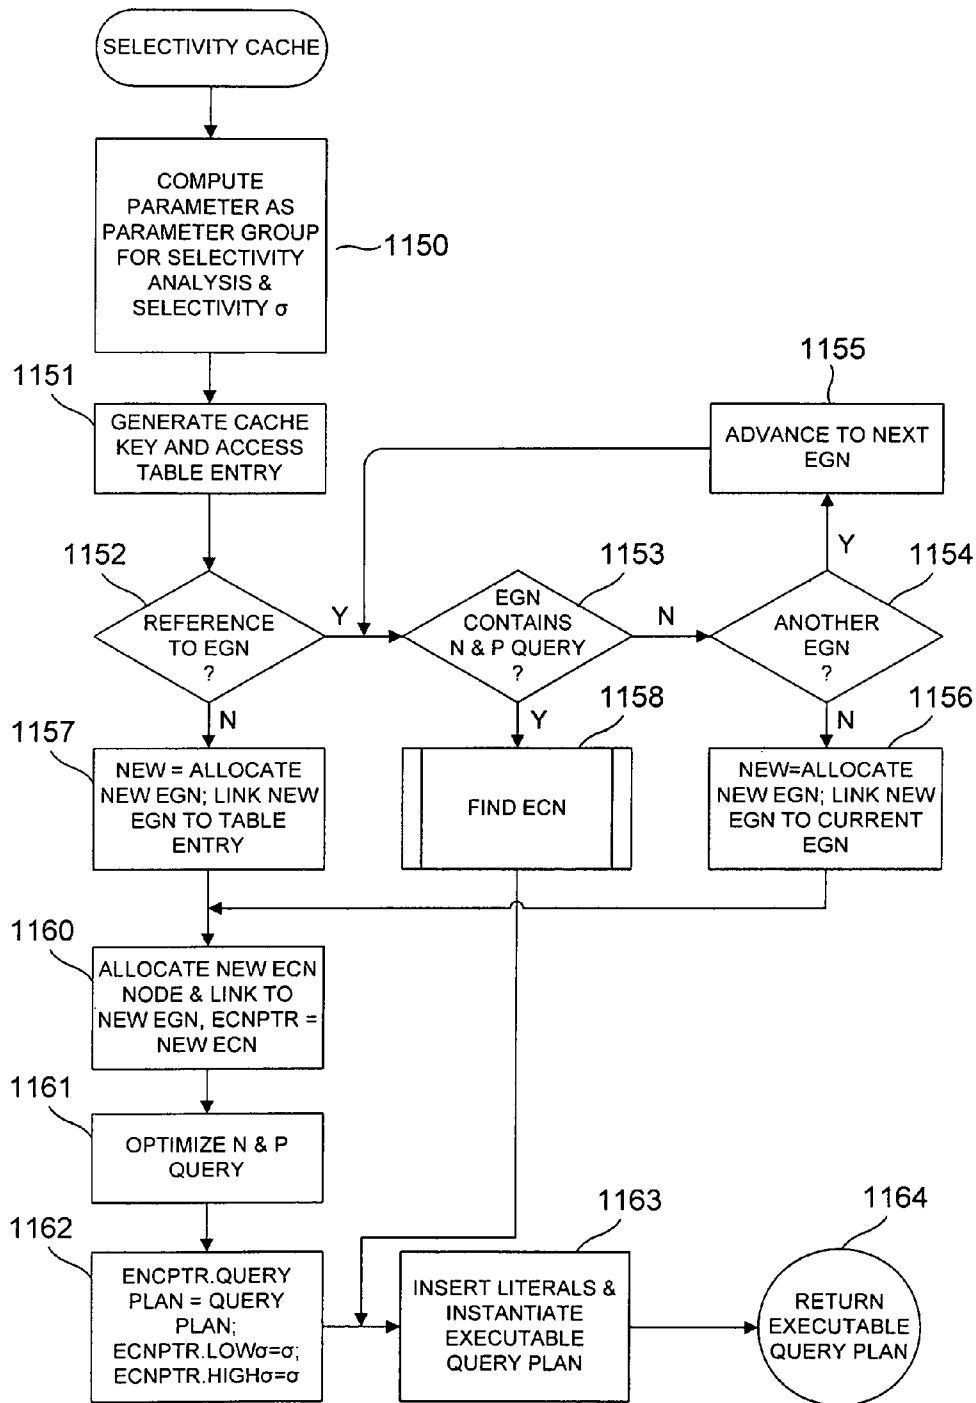 SELECTIVITY CACHE
COMPUTE
PARAMETER AS
PARAMETER GROUP
FOR SELECTIVITY
ANALYSIS &
SELECTIVITY σ
1150
1151
GENERATE CACHE
KEY AND ACCESS
TABLE ENTRY
1155
ADVANCE TO NEXT
EGN
1152
REFERENCE
TO EGN
?
Y
N
1153
EGN
CONTAINS
N & P QUERY
?
N
Y
1154
ANOTHER
EGN
?
Y
N
1157
NEW = ALLOCATE
NEW EGN; LINK NEW
EGN TO TABLE
ENTRY
1158
FIND ECN
1156
NEW=ALLOCATE
NEW EGN; LINK NEW
EGN TO CURRENT
EGN
1160
ALLOCATE NEW ECN
NODE & LINK TO
NEW EGN, ECNPTR =
NEW ECN
1161
OPTIMIZE N & P
QUERY
1162
ENCPTR.QUERY
PLAN = QUERY
PLAN;
ECNPTR.LOWσ=σ;
ECNPTR.HIGHσ=σ
1163
INSERT LITERALS &
INSTANTIATE
EXECUTABLE
QUERY PLAN
1164
RETURN
EXECUTABLE
QUERY PLAN